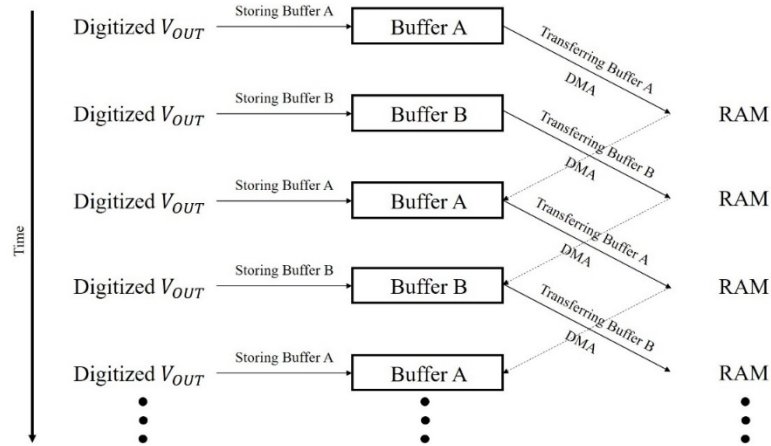 Digitized V_OUT
Storing Buffer A
Buffer A
Transferring Buffer A
DMA
Digitized V_OUT
Storing Buffer B
Buffer B
RAM
Transferring Buffer B
DMA
Digitized V_OUT
Storing Buffer A
Buffer A
RAM
Transferring Buffer A
DMA
Time
Digitized V_OUT
Storing Buffer B
Buffer B
RAM
Transferring Buffer B
DMA
Digitized V_OUT
Storing Buffer A
Buffer A
RAM